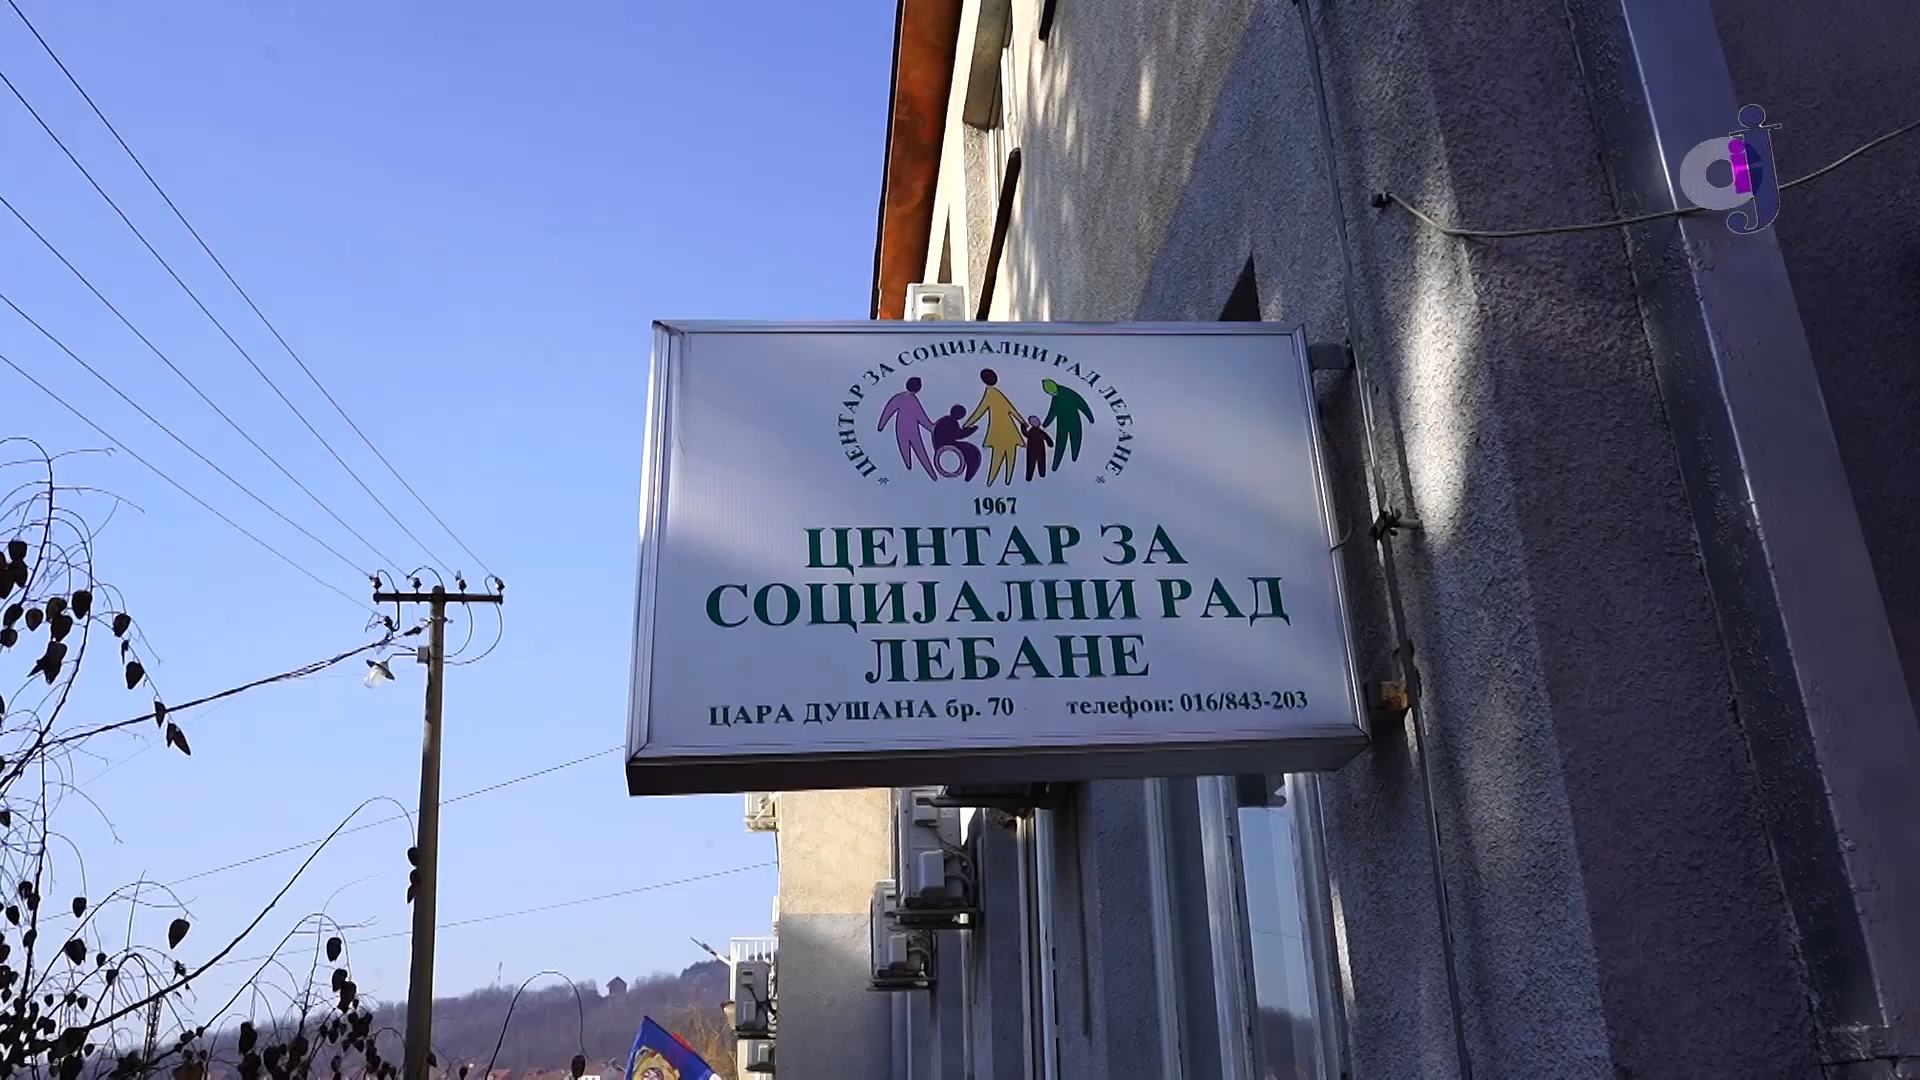 * ЦЕНТАР ЗА СОЦИЈАЛНИ РАД ЛЕБАНЕ *
1967
ЦЕНТАР ЗА
СОЦИЈАЛНИ РАД
ЛЕБАНЕ
ЦАРА ДУШАНА бр. 70 телефон: 016/843-203